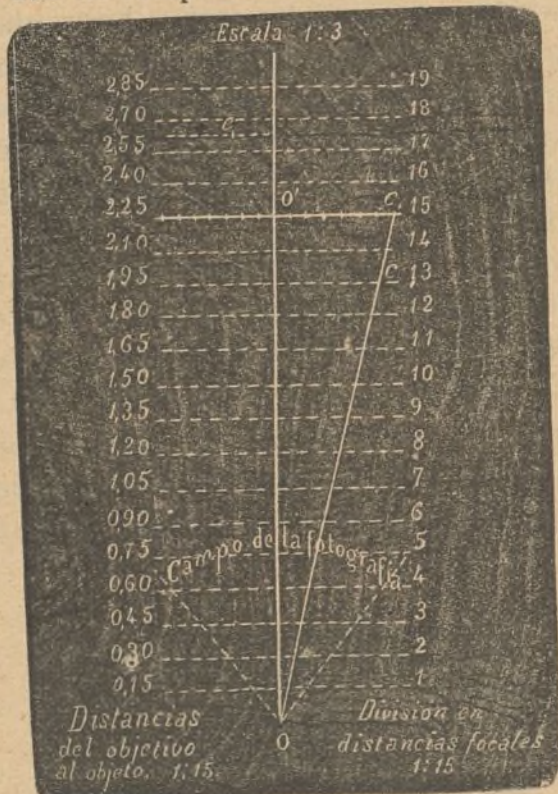 Escala 1:3
2,85 19
2,70 18
c,
2,55 17
2,40 16
2,25 O' C, 15
2,10 14
1,95 C 13
1,80 12
1,65 11
1,50 10
1,35 9
1,20 8
1,05 7
0,90 6
0,75 5
Campo de la fotografía
0,60 4
0,45 3
0,30 2
0,15 1
Distancias
del objetivo
al objeto. 1:15.
O
División en
distancias focales
1:15